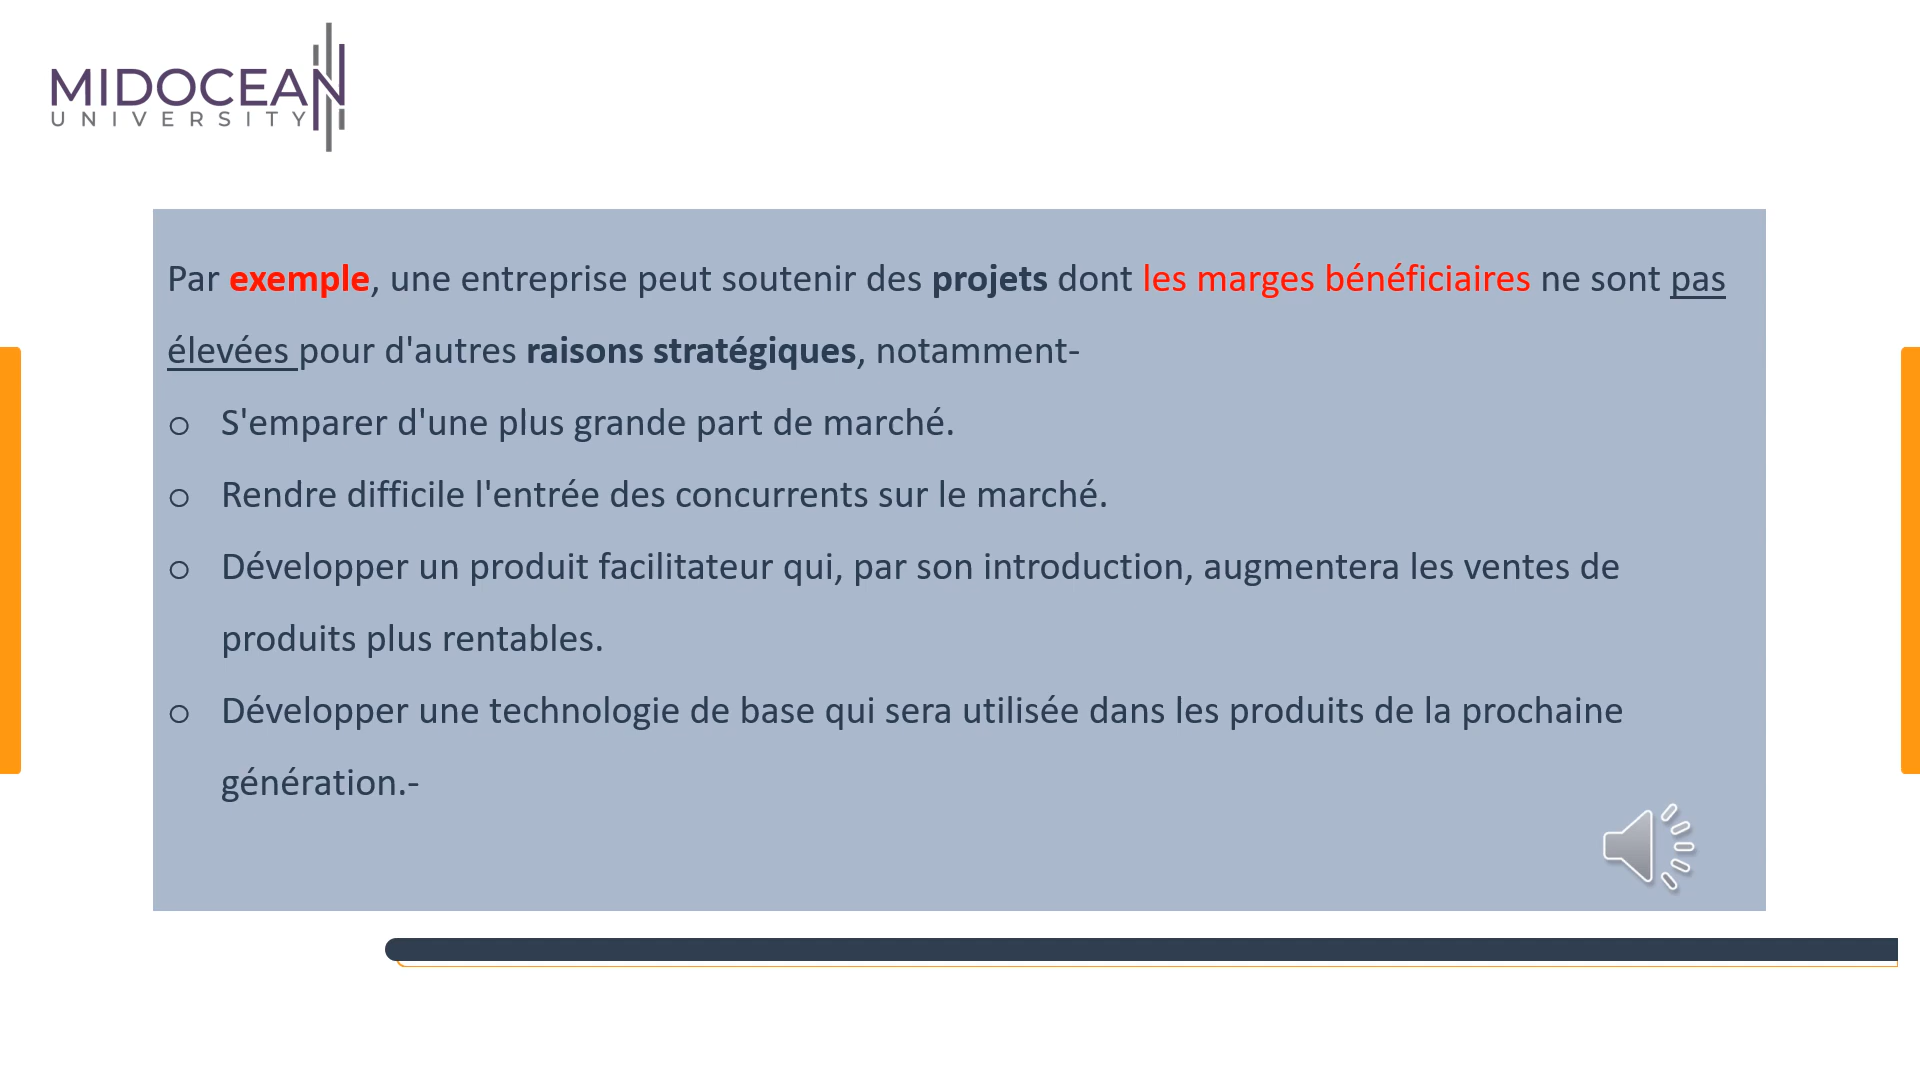 MIDOCEAN
UNIVERSITY
Par exemple, une entreprise peut soutenir des projets dont les marges bénéficiaires ne sont pas
élevées pour d'autres raisons stratégiques, notamment-
o S'emparer d'une plus grande part de marché.
o Rendre difficile l'entrée des concurrents sur le marché.
o Développer un produit facilitateur qui, par son introduction, augmentera les ventes de
produits plus rentables.
o Développer une technologie de base qui sera utilisée dans les produits de la prochaine
génération.-